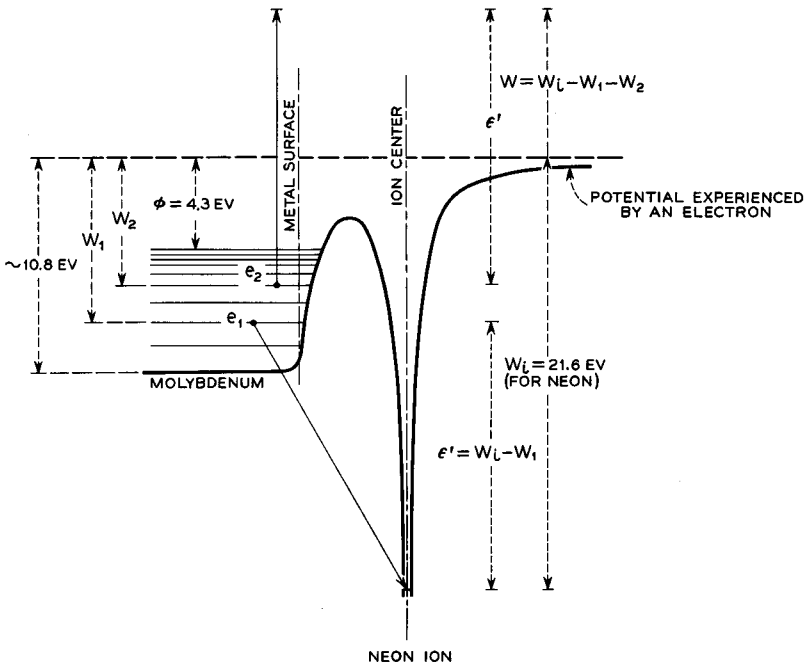 METAL SURFACE
ION CENTER
W = Wi – W1 – W2
ϵ'
ϕ = 4.3 EV
POTENTIAL EXPERIENCED
BY AN ELECTRON
W2
W1
~10.8 EV
e2
e1
MOLYBDENUM
Wi = 21.6 EV
(FOR NEON)
ϵ' = Wi – W1
NEON ION